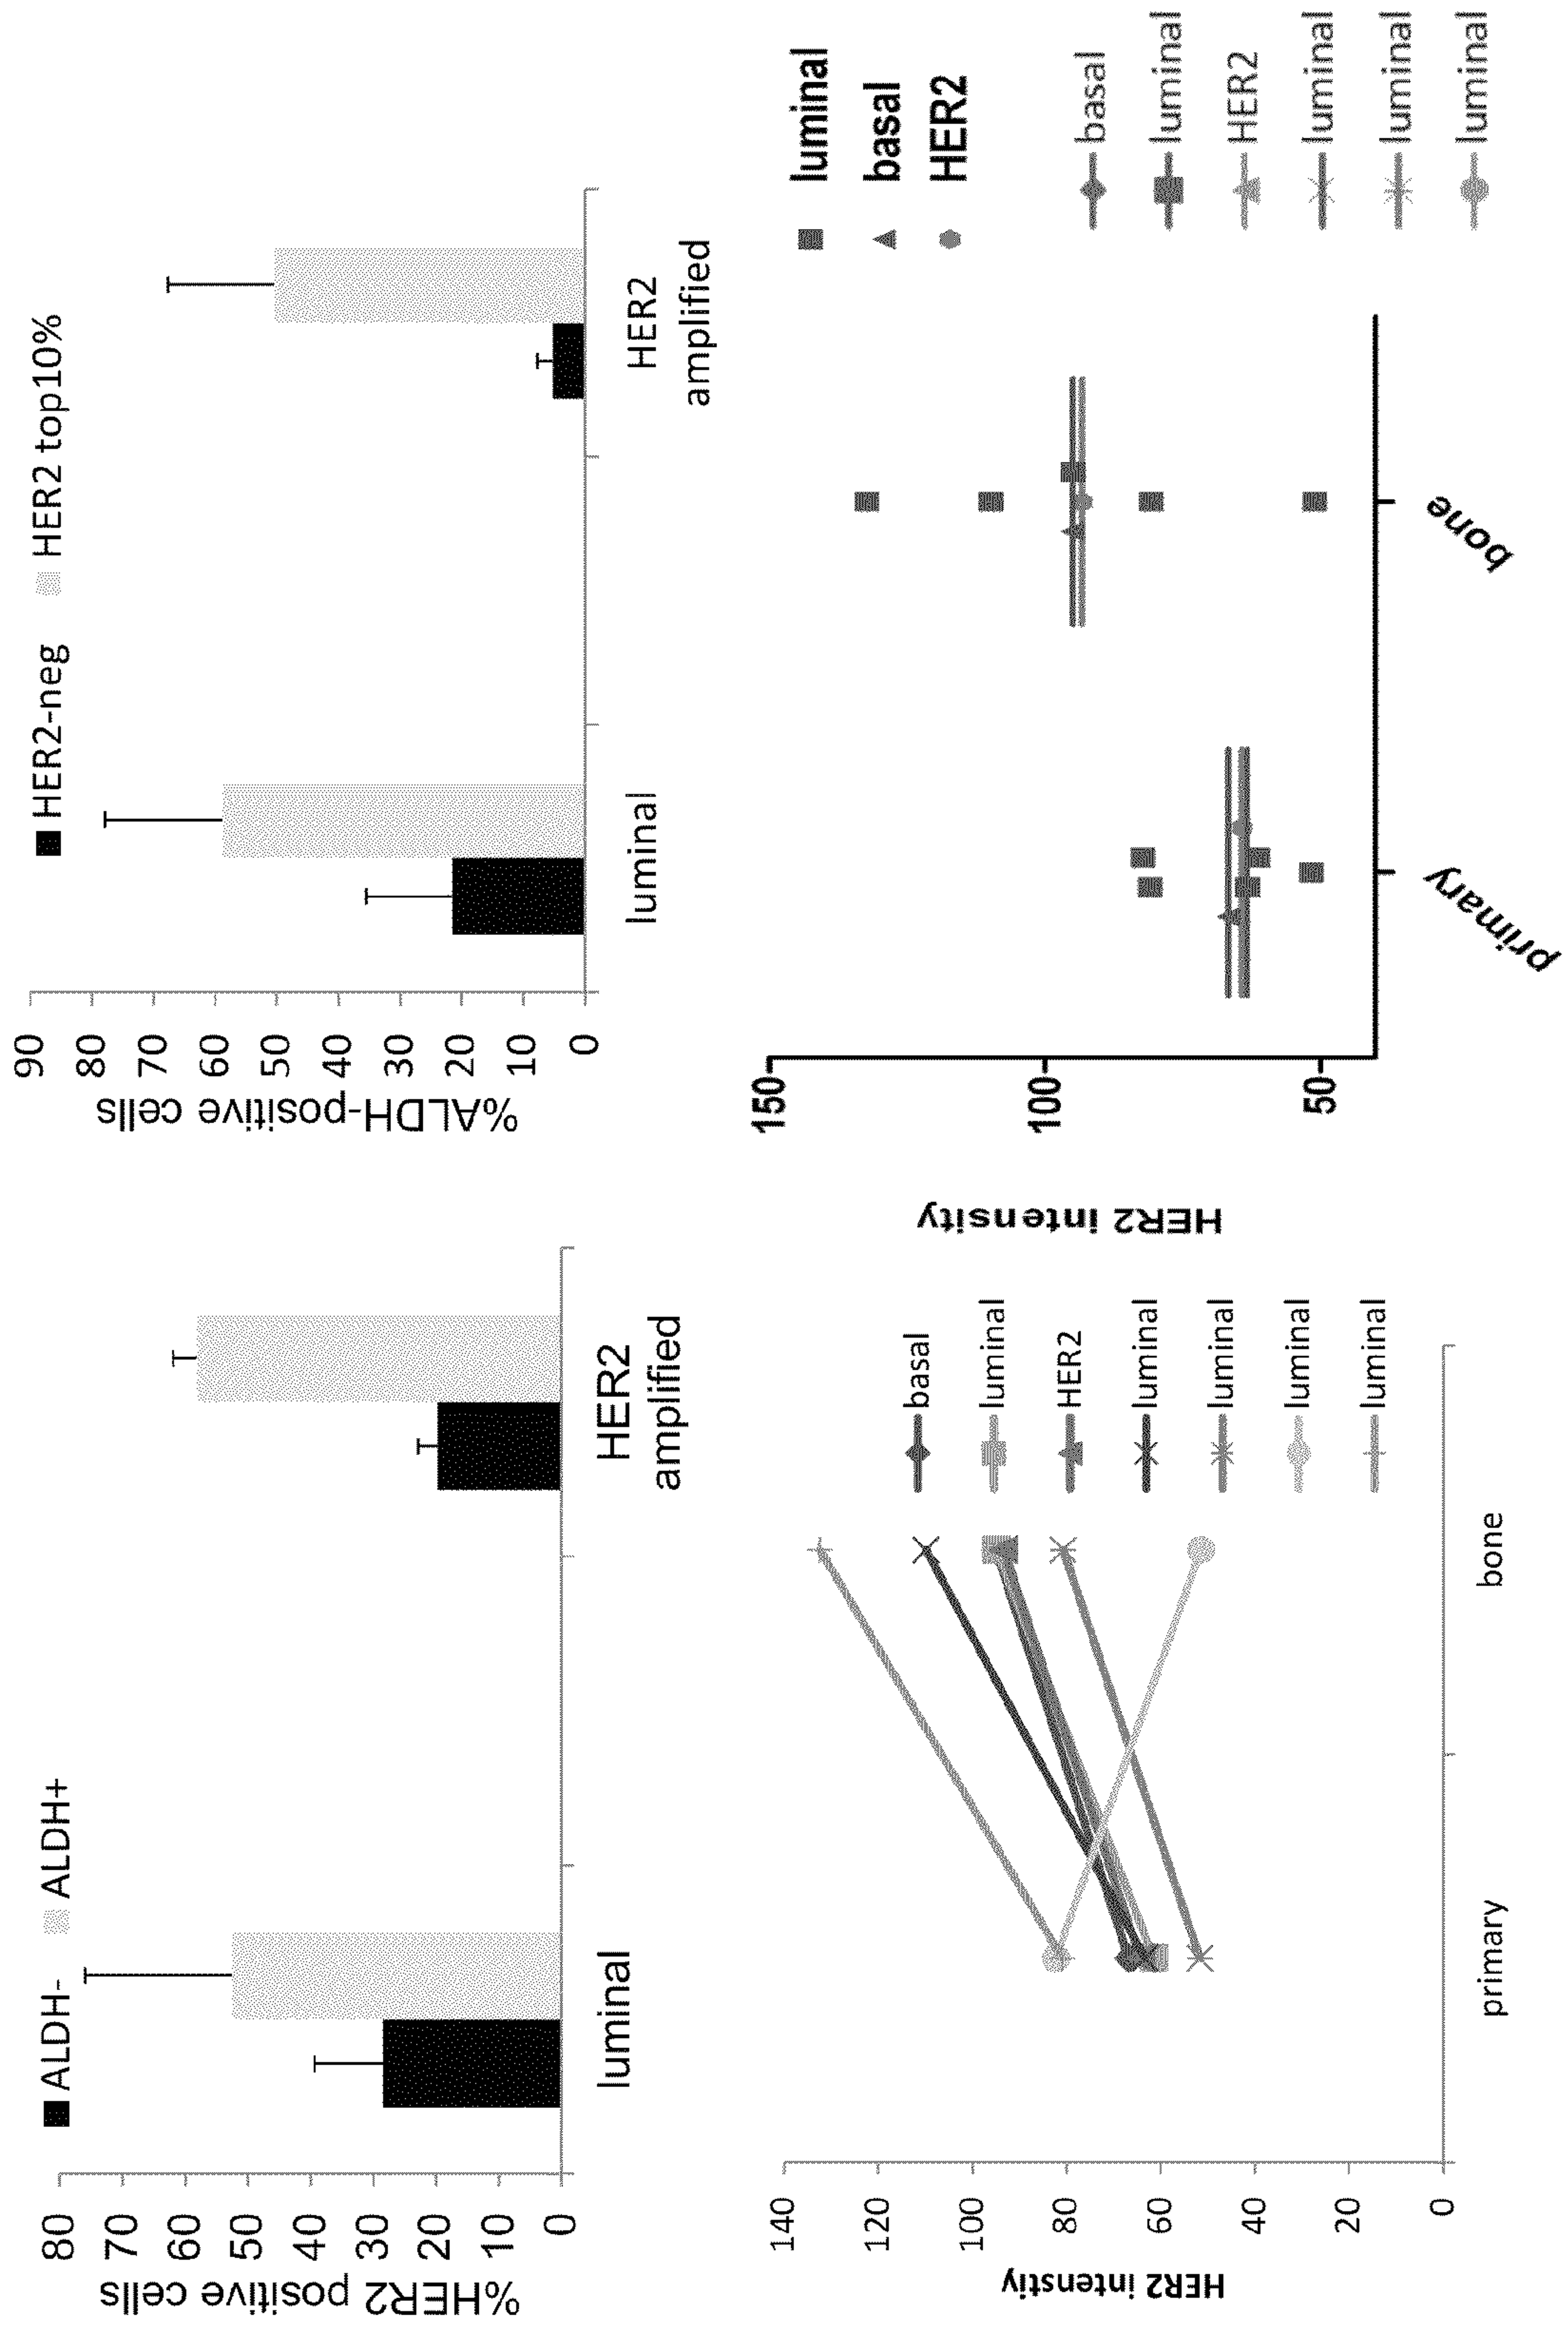 ■ ALDH- ALDH+
80
70
60
50
40
30
20
10
0
%HER2 positive cells
luminal
HER2
amplified
■ HER2-neg HER2 top10%
90
80
70
60
50
40
30
20
10
0
%ALDH-positive cells
luminal
HER2
amplified
140
120
100
80
60
40
20
0
HER2 intenstiy
primary
bone
basal
luminal
HER2
luminal
luminal
luminal
luminal
150
100
50
HER2 intensity
primary
bone
luminal
basal
HER2
basal
luminal
HER2
luminal
luminal
luminal